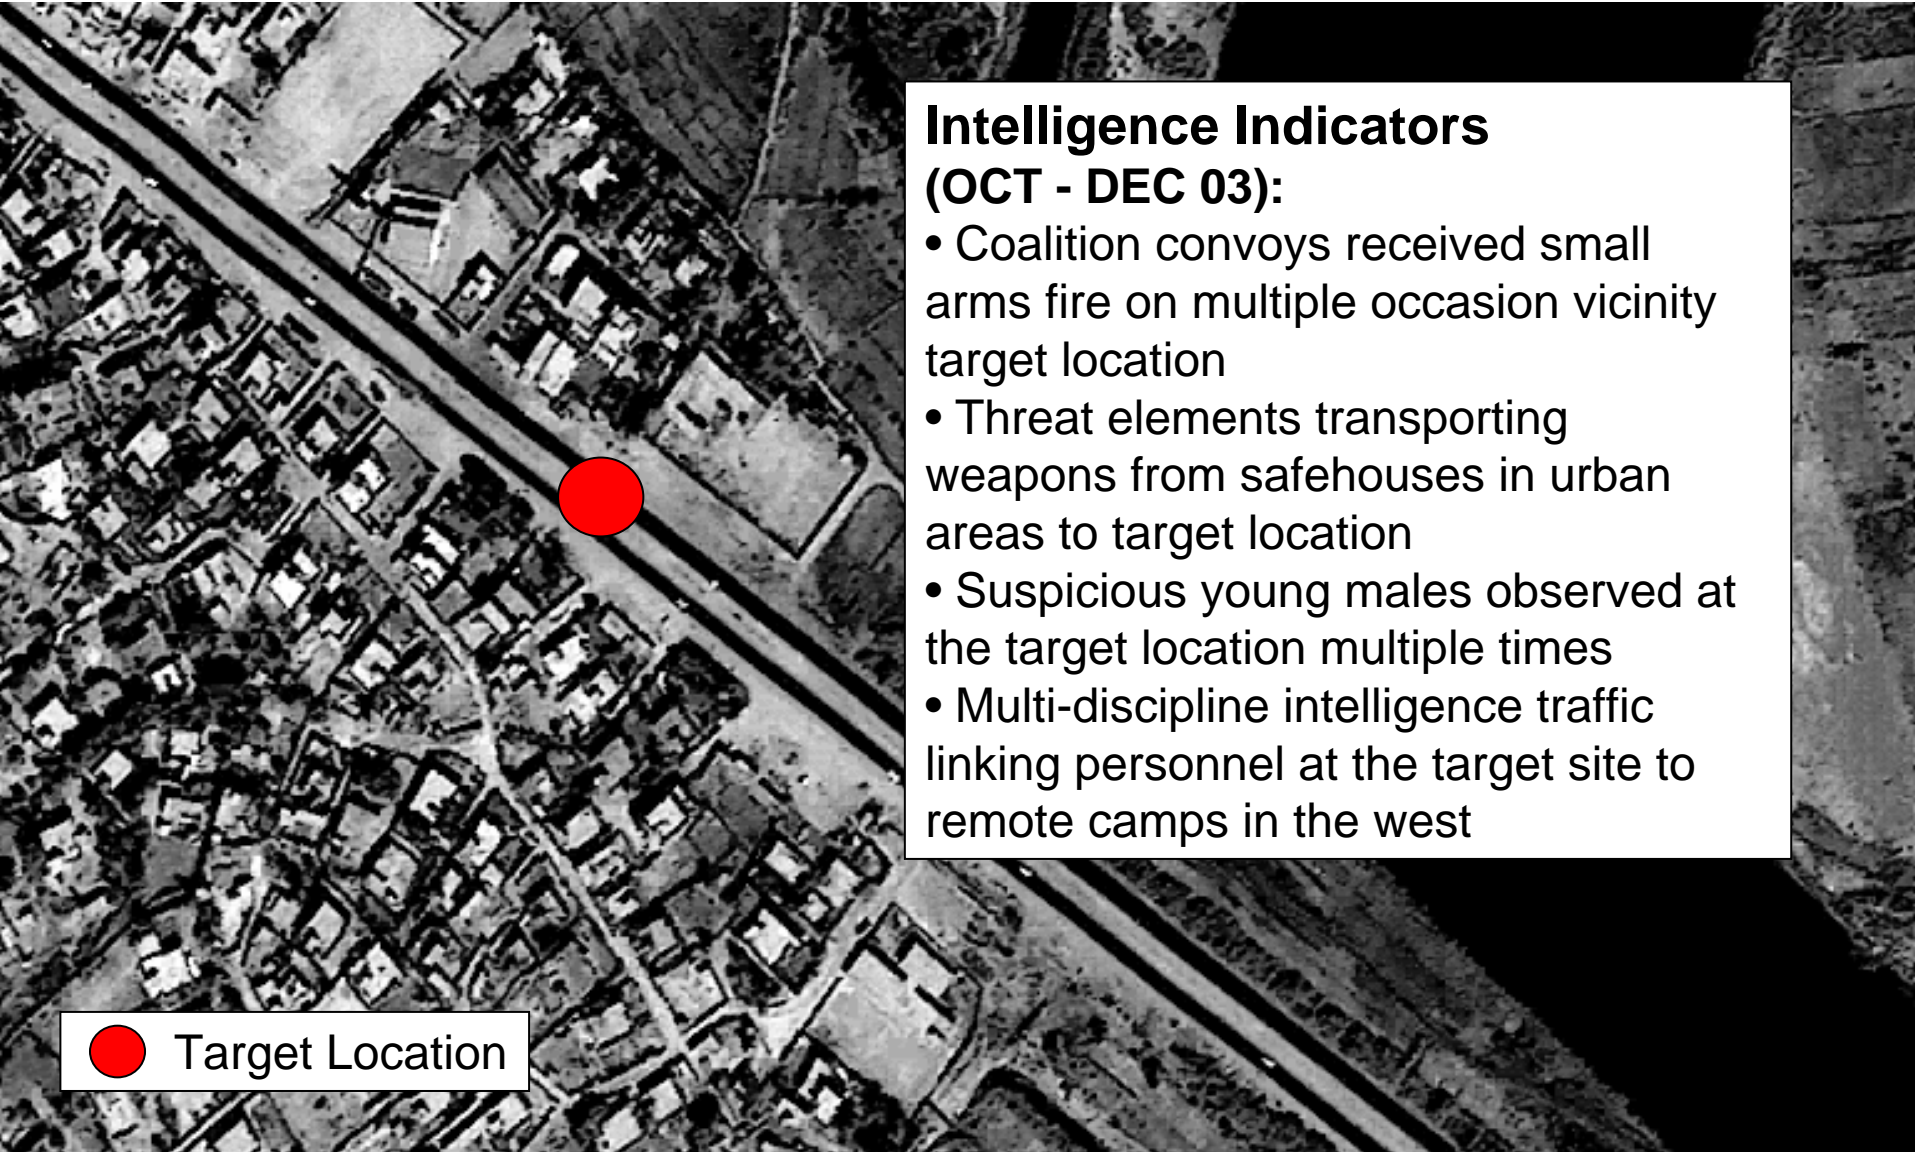 Intelligence Indicators
(OCT - DEC 03):
• Coalition convoys received small
arms fire on multiple occasion vicinity
target location
• Threat elements transporting
weapons from safehouses in urban
areas to target location
• Suspicious young males observed at
the target location multiple times
• Multi-discipline intelligence traffic
linking personnel at the target site to
remote camps in the west
Target Location